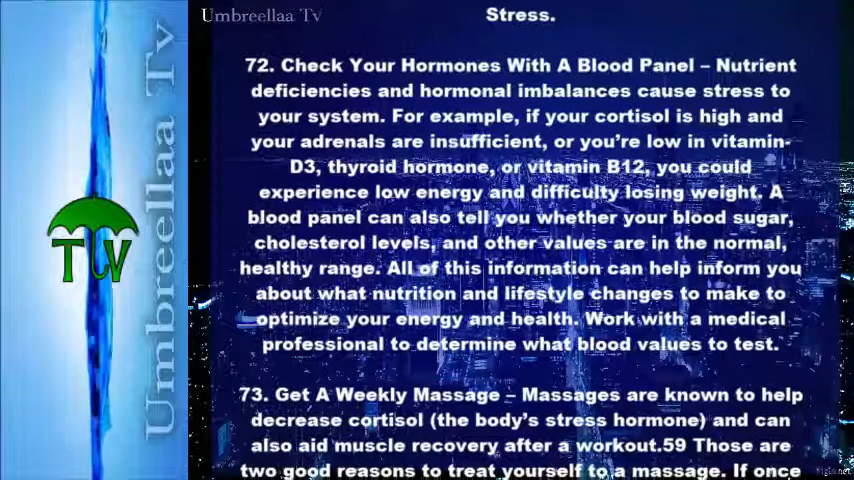 Umbreellaa Tv
Umbreellaa Tv
TLV
Stress.
72. Check Your Hormones With A Blood Panel – Nutrient
deficiencies and hormonal imbalances cause stress to
your system. For example, if your cortisol is high and
your adrenals are insufficient, or you’re low in vitamin-
D3, thyroid hormone, or vitamin B12, you could
experience low energy and difficulty losing weight. A
blood panel can also tell you whether your blood sugar,
cholesterol levels, and other values are in the normal,
healthy range. All of this information can help inform you
about what nutrition and lifestyle changes to make to
optimize your energy and health. Work with a medical
professional to determine what blood values to test.
73. Get A Weekly Massage – Massages are known to help
decrease cortisol (the body’s stress hormone) and can
also aid muscle recovery after a workout.59 Those are
two good reasons to treat yourself to a massage. If once